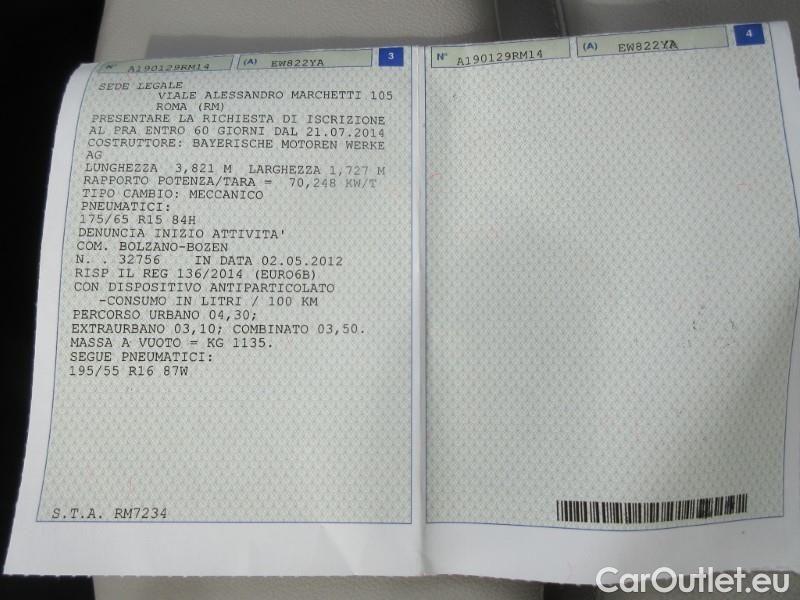 N° A190129RM14 (A) EW822YA 3
SEDE LEGALE
VIALE ALESSANDRO MARCHETTI 105
ROMA (RM)
PRESENTARE LA RICHIESTA DI ISCRIZIONE
AL PRA ENTRO 60 GIORNI DAL 21.07.2014
COSTRUTTORE: BAYERISCHE MOTOREN WERKE
AG
LUNGHEZZA 3,821 M LARGHEZZA 1,727 M
RAPPORTO POTENZA/TARA = 70,248 KW/T
TIPO CAMBIO: MECCANICO
PNEUMATICI:
175/65 R15 84H
DENUNCIA INIZIO ATTIVITA'
COM. BOLZANO-BOZEN
N. . 32756 IN DATA 02.05.2012
RISP IL REG 136/2014 (EURO6B)
CON DISPOSITIVO ANTIPARTICOLATO
-CONSUMO IN LITRI / 100 KM
PERCORSO URBANO 04,30;
EXTRAURBANO 03,10; COMBINATO 03,50.
MASSA A VUOTO = KG 1135.
SEGUE PNEUMATICI:
195/55 R16 87W
S.T.A. RM7234
N° A190129RM14 (A) EW822YA 4
CarOutlet.eu